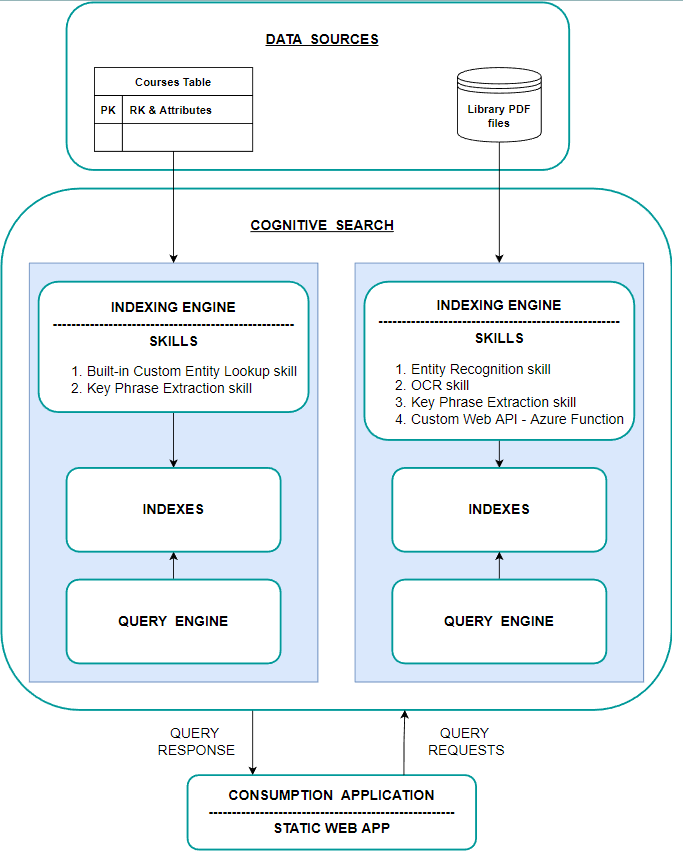 DATA SOURCES
Courses Table
PK
RK & Attributes
Library PDF
files
COGNITIVE SEARCH
INDEXING ENGINE
SKILLS
1. Built-in Custom Entity Lookup skill
2. Key Phrase Extraction skill
INDEXES
QUERY ENGINE
INDEXING ENGINE
SKILLS
1. Entity Recognition skill
2. OCR skill
3. Key Phrase Extraction skill
4. Custom Web API - Azure Function
INDEXES
QUERY ENGINE
QUERY
RESPONSE
QUERY
REQUESTS
CONSUMPTION APPLICATION
STATIC WEB APP